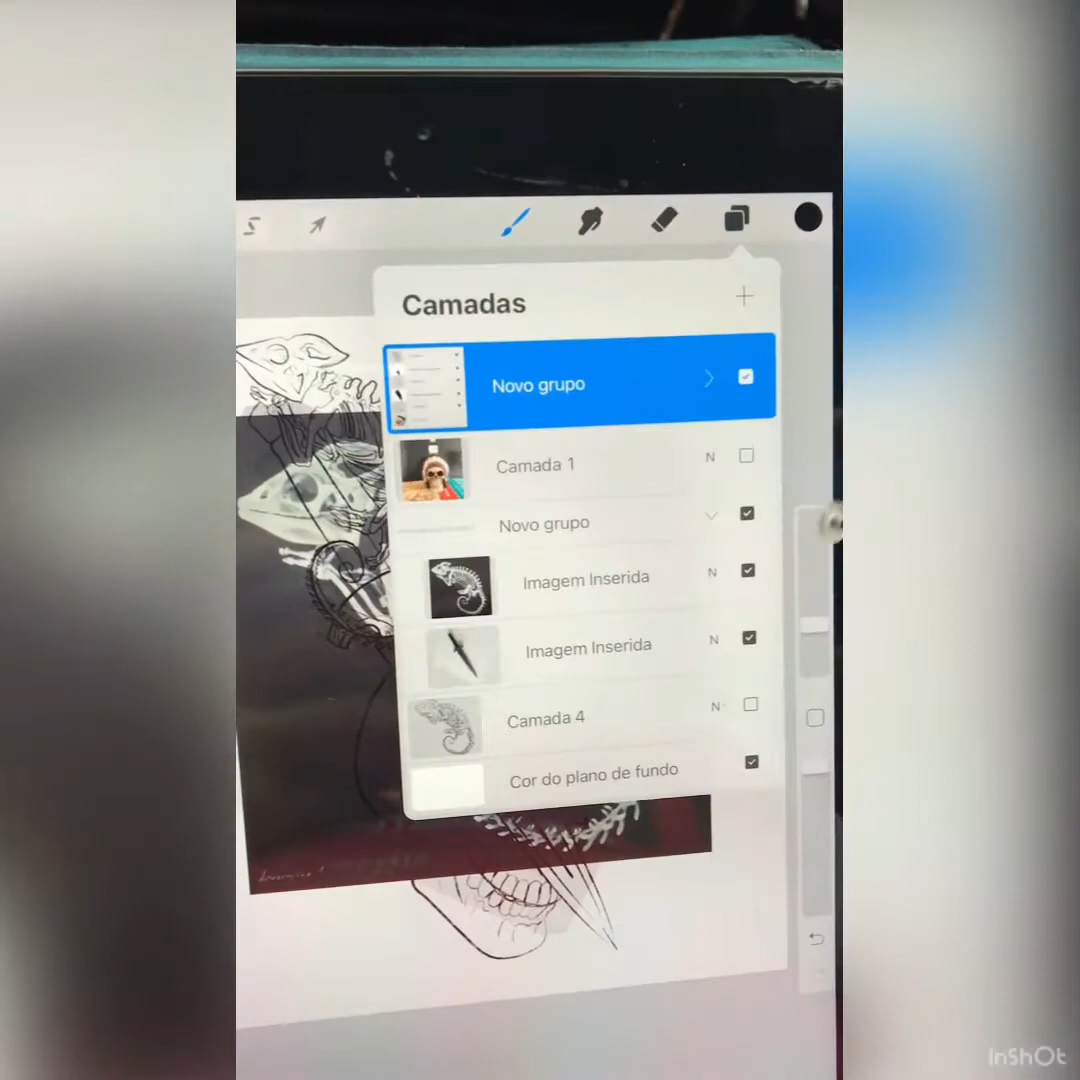 Camadas
Novo grupo
Camada 1 N
Novo grupo
Imagem Inserida N
Imagem Inserida N
Camada 4 N
Cor do plano de fundo
InShOt